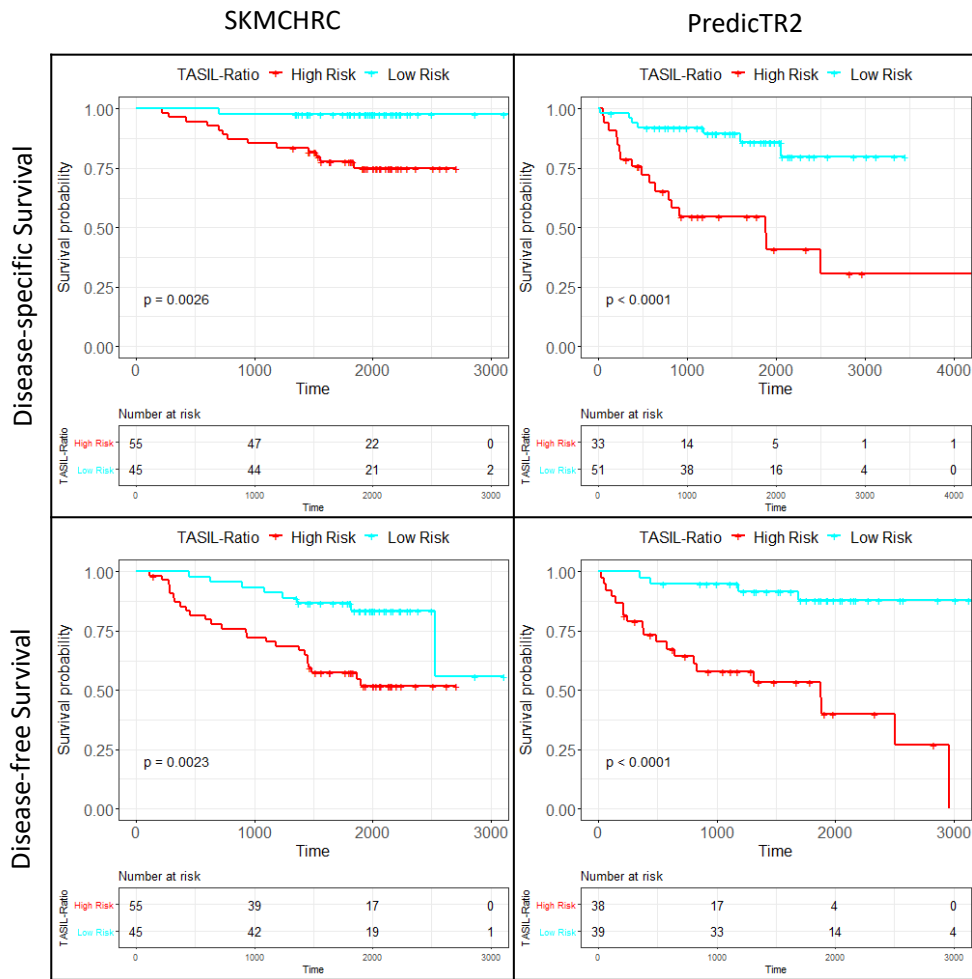 SKMCHRC PredicTR2
Disease-specific Survival
TASIL-Ratio High Risk Low Risk
Survival probability
1.00
0.75
0.50
0.25
0.00
p = 0.0026
0 1000 2000 3000
Time
Number at risk
TASIL-Ratio
High Risk 55 47 22 0
Low Risk 45 44 21 2
0 1000 2000 3000
Time
TASIL-Ratio High Risk Low Risk
Survival probability
1.00
0.75
0.50
0.25
0.00
p < 0.0001
0 1000 2000 3000 4000
Time
Number at risk
TASIL-Ratio
High Risk 33 14 5 1 1
Low Risk 51 38 16 4 0
0 1000 2000 3000 4000
Time
Disease-free Survival
TASIL-Ratio High Risk Low Risk
Survival probability
1.00
0.75
0.50
0.25
0.00
p = 0.0023
0 1000 2000 3000
Time
Number at risk
TASIL-Ratio
High Risk 55 39 17 0
Low Risk 45 42 19 1
0 1000 2000 3000
Time
TASIL-Ratio High Risk Low Risk
Survival probability
1.00
0.75
0.50
0.25
0.00
p < 0.0001
0 1000 2000 3000
Time
Number at risk
TASIL-Ratio
High Risk 38 17 4 0
Low Risk 39 33 14 4
0 1000 2000 3000
Time